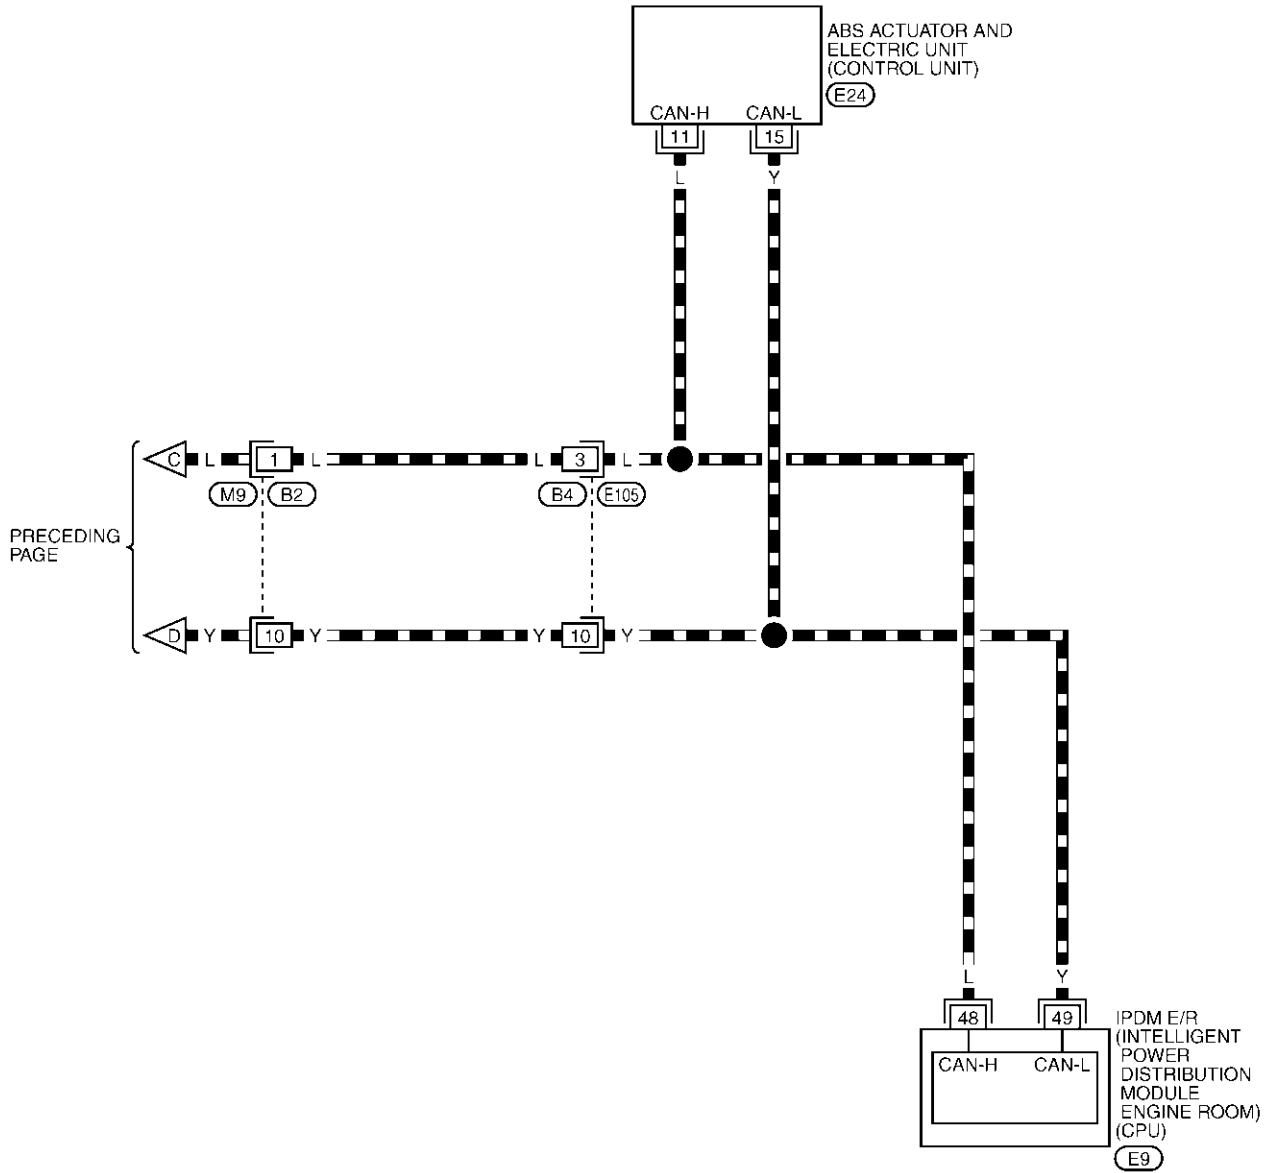 ABS ACTUATOR AND
ELECTRIC UNIT
(CONTROL UNIT)
E24
CAN-H CAN-L
11 15
L Y
C L 1 L L 3 L
M9 B2 B4 E105
PRECEDING
PAGE
D Y 10 Y Y 10 Y
L Y
48 49
CAN-H CAN-L
IPDM E/R
(INTELLIGENT
POWER
DISTRIBUTION
MODULE
ENGINE ROOM)
(CPU)
E9